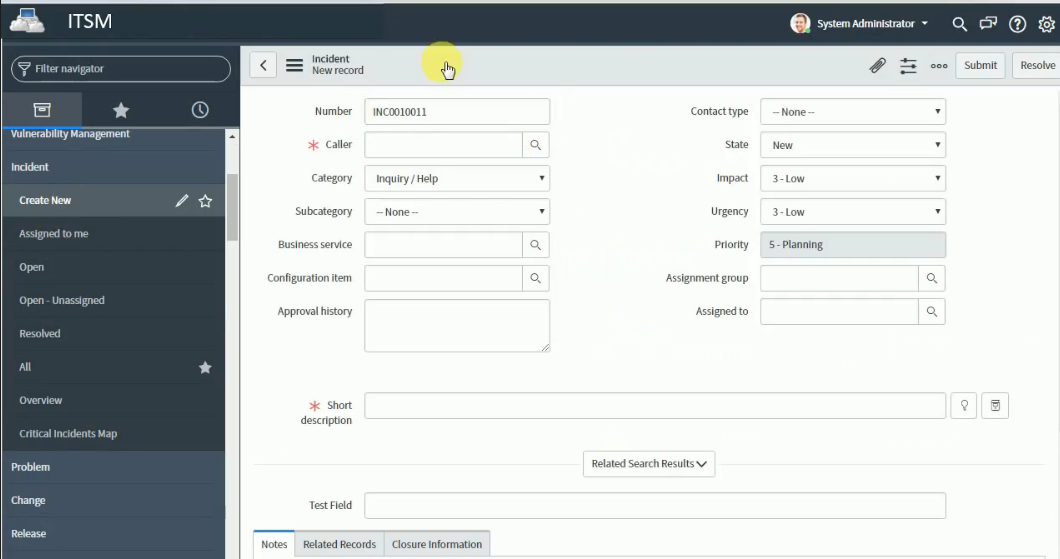 ITSM
System Administrator
Filter navigator
Vulnerability Management
Incident
Create New
Assigned to me
Open
Open - Unassigned
Resolved
All
Overview
Critical Incidents Map
Problem
Change
Release
Incident
New record
Submit
Resolve
Number
INC0010011
Caller
Category
Inquiry / Help
Subcategory
-- None --
Business service
Configuration item
Approval history
Contact type
-- None --
State
New
Impact
3 - Low
Urgency
3 - Low
Priority
5 - Planning
Assignment group
Assigned to
Short
description
Related Search Results
Test Field
Notes
Related Records
Closure Information